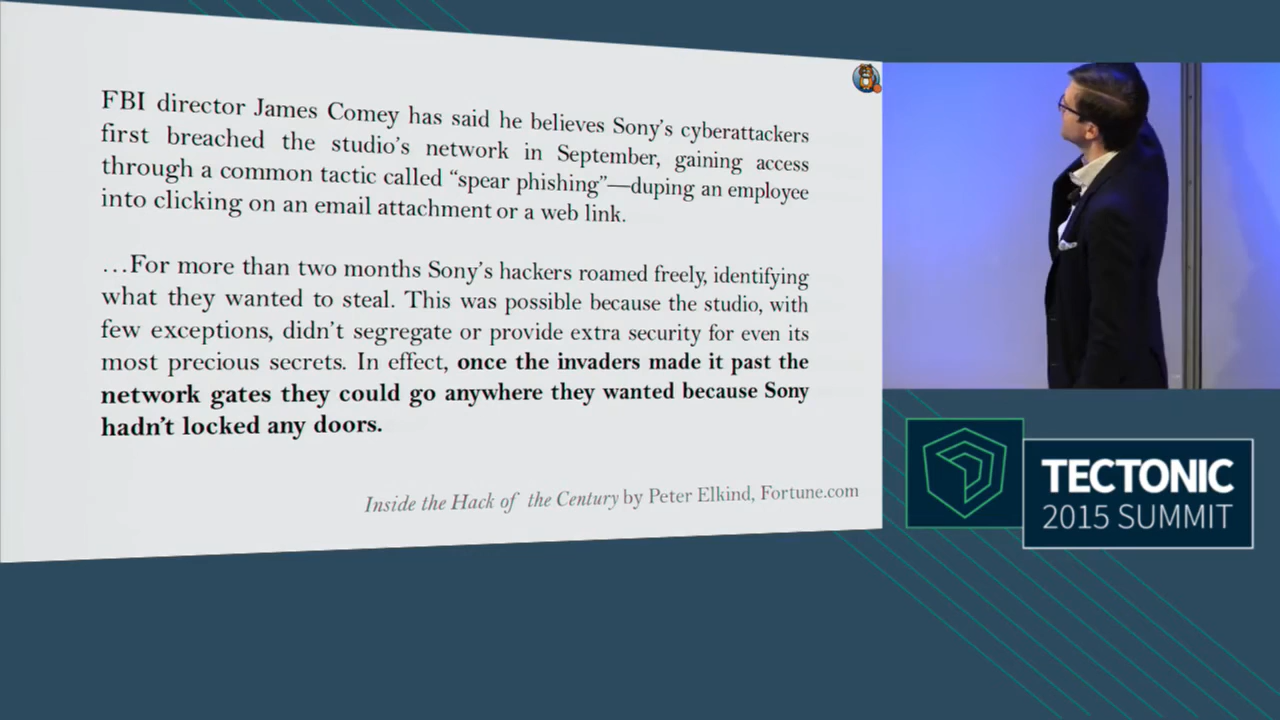 FBI director James Comey has said he believes Sony's cyberattackers
first breached the studio's network in September, gaining access
through a common tactic called “spear phishing”—duping an employee
into clicking on an email attachment or a web link.
…For more than two months Sony's hackers roamed freely, identifying
what they wanted to steal. This was possible because the studio, with
few exceptions, didn't segregate or provide extra security for even its
most precious secrets. In effect, once the invaders made it past the
network gates they could go anywhere they wanted because Sony
hadn't locked any doors.
Inside the Hack of the Century by Peter Elkind, Fortune.com
TECTONIC
2015 SUMMIT